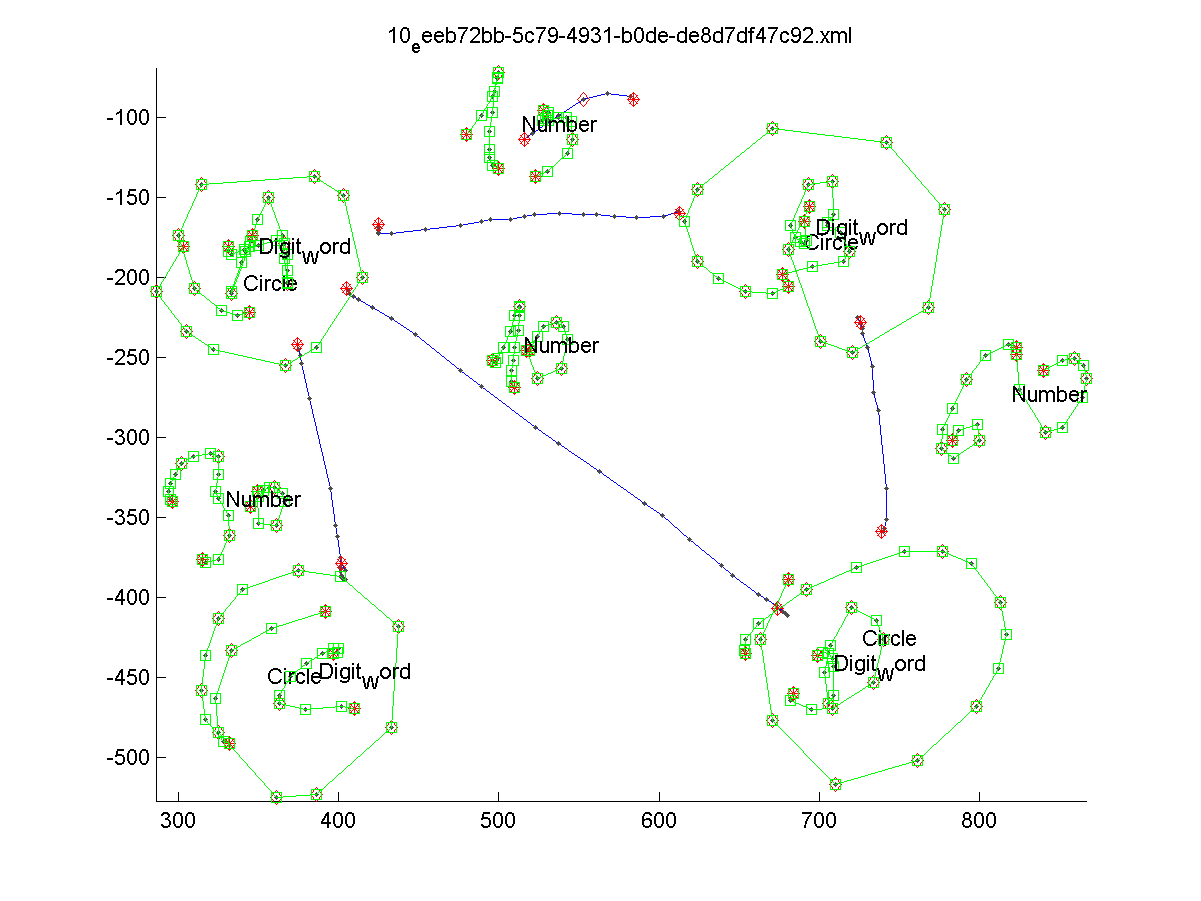 10eeeb72bb-5c79-4931-b0de-de8d7df47c92.xml
-100
Number
-150
Digitword
Digitword
Circle
-200
Circle
-250
Number
-300
Number
-350
Number
-400
Circle
-450
Circle
Digitword
Digitword
-500
300
400
500
600
700
800